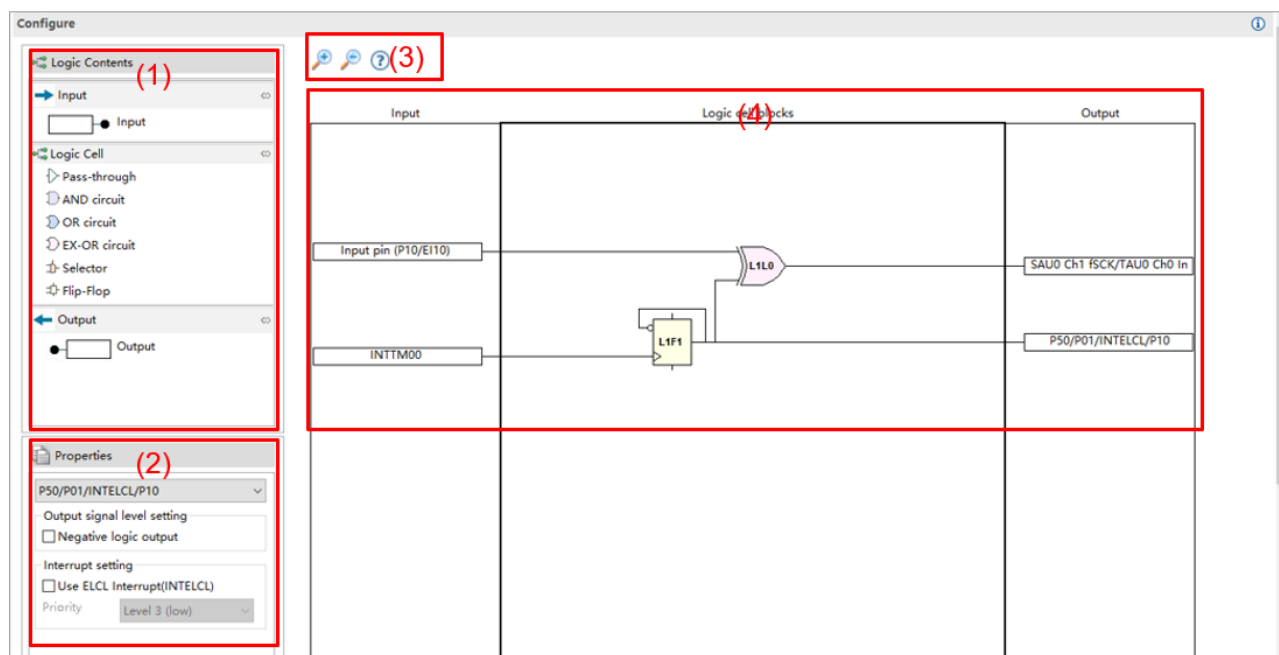 Configure
Logic Contents
(1)
Input
Input
Logic Cell
Pass-through
AND circuit
OR circuit
EX-OR circuit
Selector
Flip-Flop
Output
Output
Properties
(2)
P50/P01/INTELCL/P10
Output signal level setting
Negative logic output
Interrupt setting
Use ELCL Interrupt(INTELCL)
Priority
Level 3 (low)
(3)
Input
Logic cell blocks
(4)
Output
Input pin (P10/EI10)
L1L0
SAU0 Ch1 fSCK/TAU0 Ch0 In
L1F1
INTTM00
P50/P01/INTELCL/P10